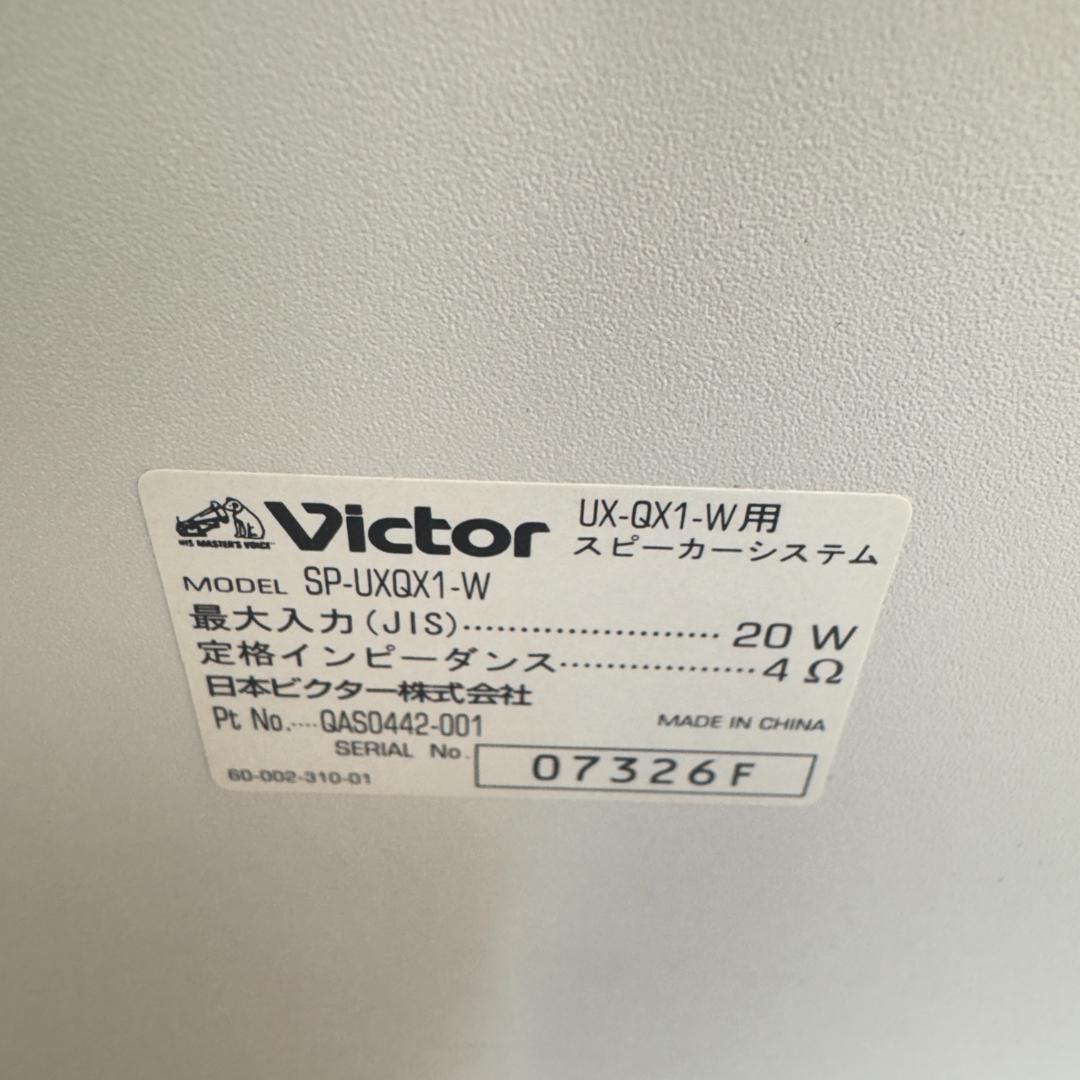 HIS MASTER'S VOICE
Victor
UX-QX1-W用
スピーカーシステム
MODEL SP-UXQX1-W
最大入力(JIS)······················ 20 W
定格インピーダンス·················4 Ω
日本ビクター株式会社
Pt No.····QAS0442-001
MADE IN CHINA
SERIAL No. 07326F
60-002-310-01